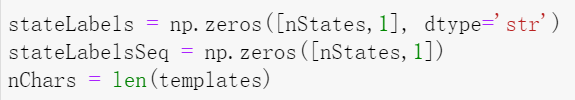 stateLabels = np.zeros([nStates,1], dtype='str')
stateLabelsSeq = np.zeros([nStates,1])
nChars = len(templates)